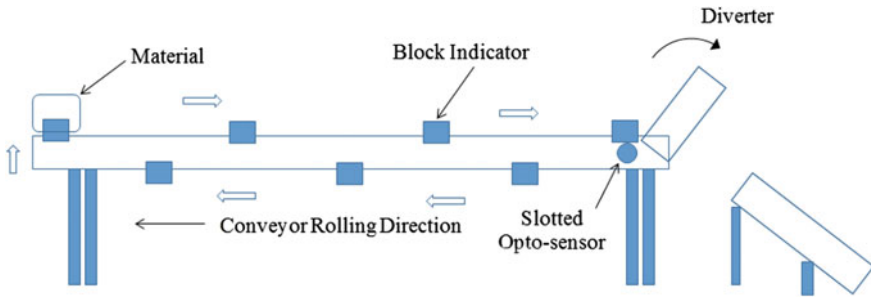 Diverter
Material
Block Indicator
Conveyor Rolling Direction
Slotted
Opto-sensor